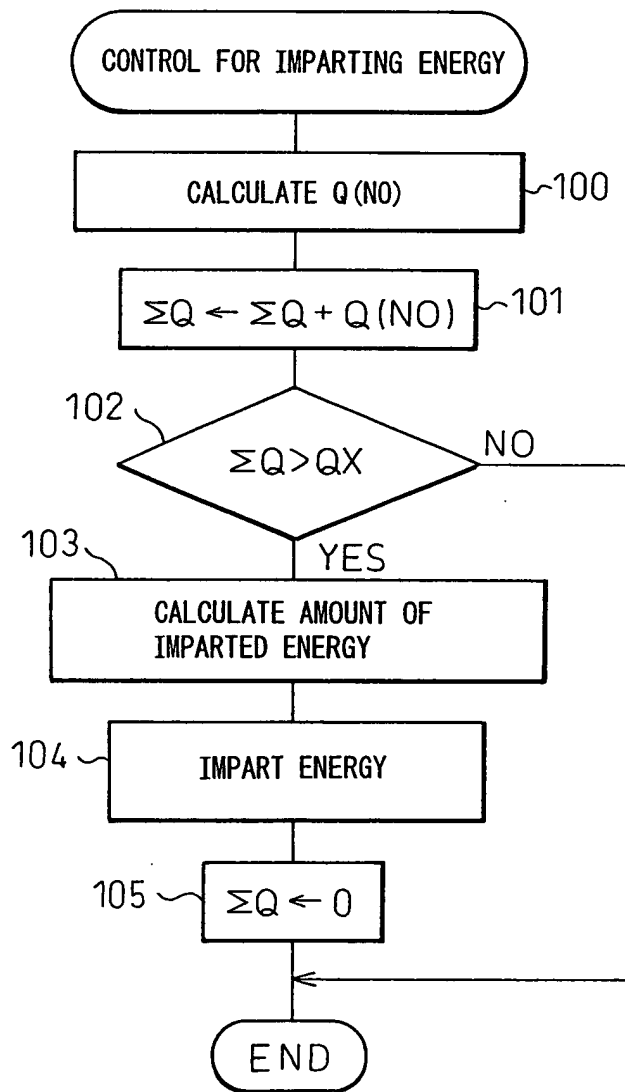 CONTROL FOR IMPARTING ENERGY
CALCULATE Q(NO)
100
ΣQ ← ΣQ + Q(NO)
101
102
ΣQ>QX
NO
YES
103
CALCULATE AMOUNT OF
IMPARTED ENERGY
104
IMPART ENERGY
105
ΣQ ← 0
END